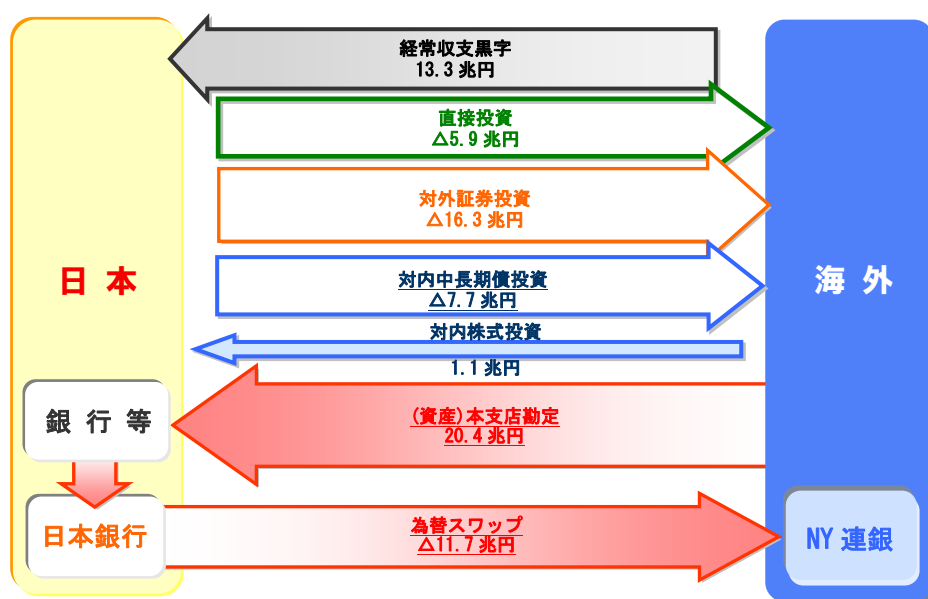 経常収支黒字
13.3 兆円
直接投資
△5.9 兆円
対外証券投資
△16.3 兆円
対内中長期債投資
△7.7 兆円
対内株式投資
1.1 兆円
日 本
海 外
(資産)本支店勘定
20.4 兆円
銀 行 等
為替スワップ
△11.7 兆円
日本銀行
NY 連銀